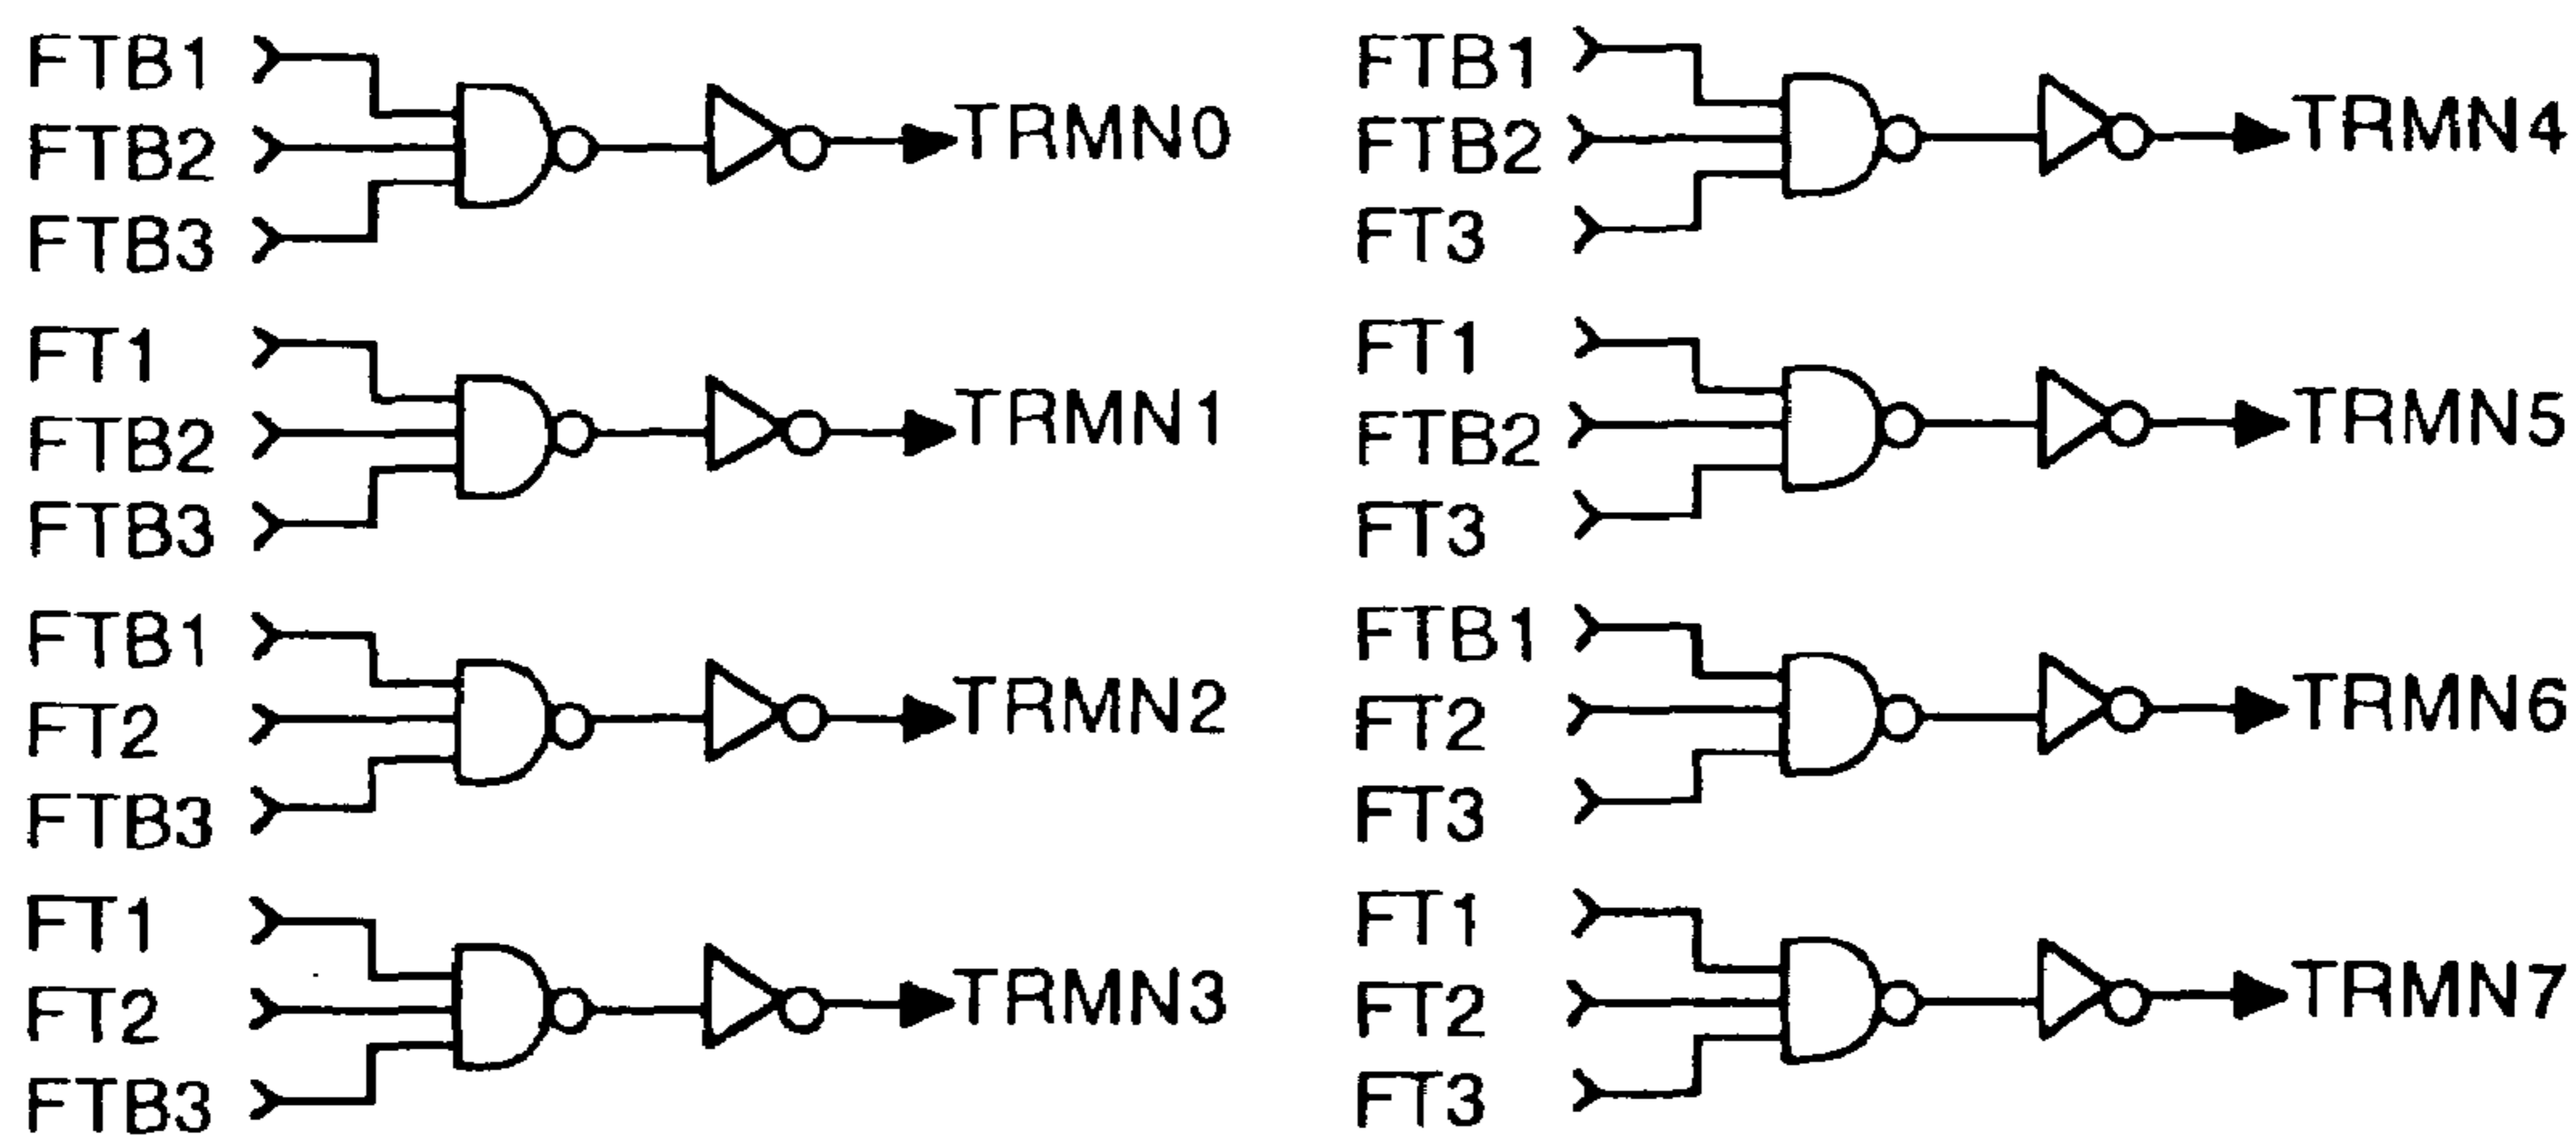 FTB1
FTB2
FTB3
TRMN0
FT1
FTB2
FTB3
TRMN1
FTB1
FT2
FTB3
TRMN2
FT1
FT2
FTB3
TRMN3
FTB1
FTB2
FT3
TRMN4
FT1
FTB2
FT3
TRMN5
FTB1
FT2
FT3
TRMN6
FT1
FT2
FT3
TRMN7